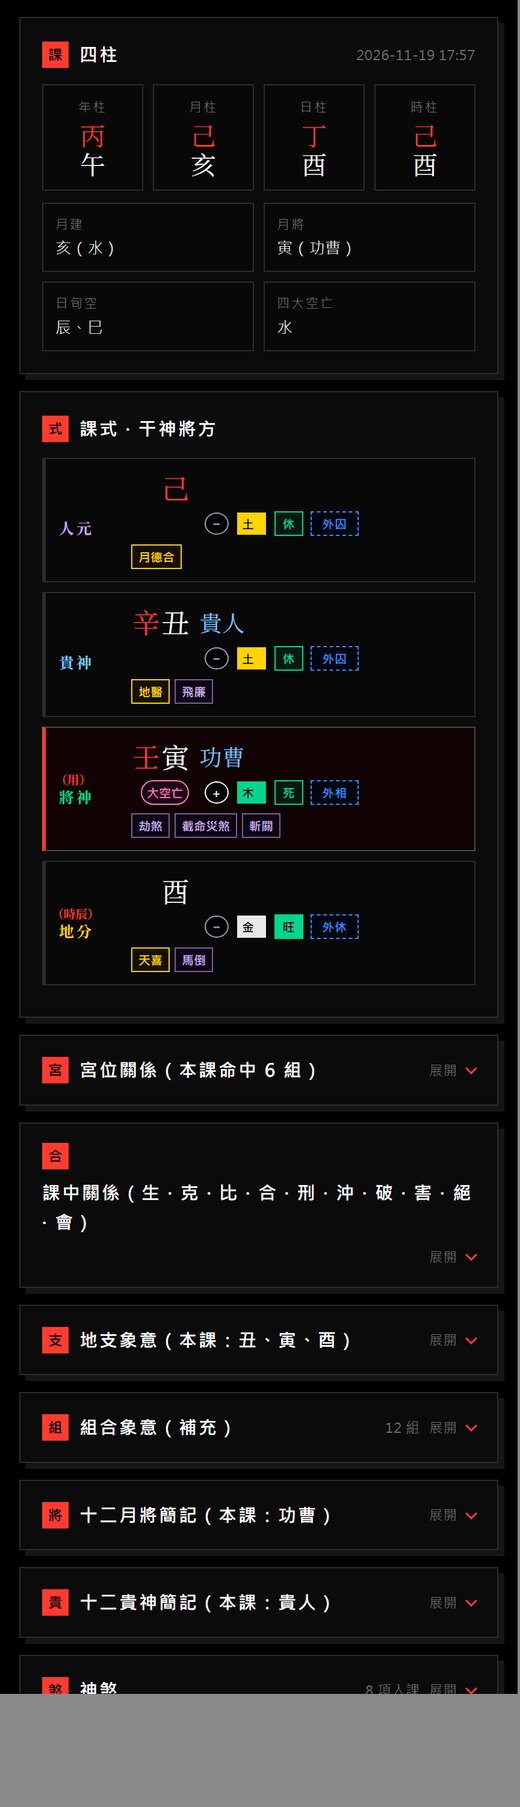 課 四柱 2026-11-19 17:57
年柱 月柱 日柱 時柱
丙 己 丁 己
午 亥 酉 酉
月建 月將
亥（水） 寅（功曹）
日旬空 四大空亡
辰、巳 水
式 課式·干神將方
己
人元 − 土 休 外囚
月德合
辛丑 貴人
貴神 − 土 休 外囚
地醫 飛廉
壬寅 功曹
（用）
將神 大空亡 + 木 死 外相
劫煞 截命災煞 斬關
酉
（時辰）
地分 − 金 旺 外休
天喜 馬倒
宮 宮位關係（本課命中 6 組） 展開
合
課中關係（生·克·比·合·刑·沖·破·害·絕
·會）
展開
支 地支象意（本課：丑、寅、酉） 展開
組 組合象意（補充） 12 組 展開
將 十二月將簡記（本課：功曹） 展開
貴 十二貴神簡記（本課：貴人） 展開
煞 神煞 8 項入課 展開